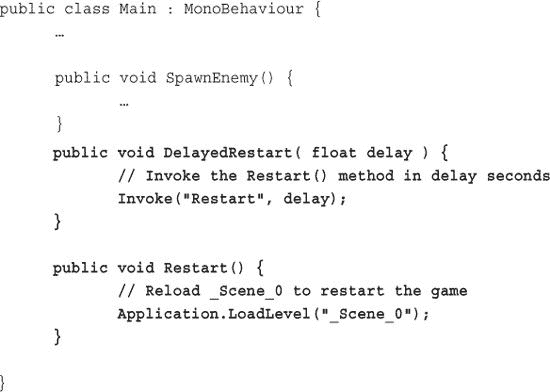 public class Main : MonoBehaviour {
…
public void SpawnEnemy() {
…
}
public void DelayedRestart( float delay ) {
// Invoke the Restart() method in delay seconds
Invoke("Restart", delay);
}
public void Restart() {
// Reload _Scene_0 to restart the game
Application.LoadLevel("_Scene_0");
}
}